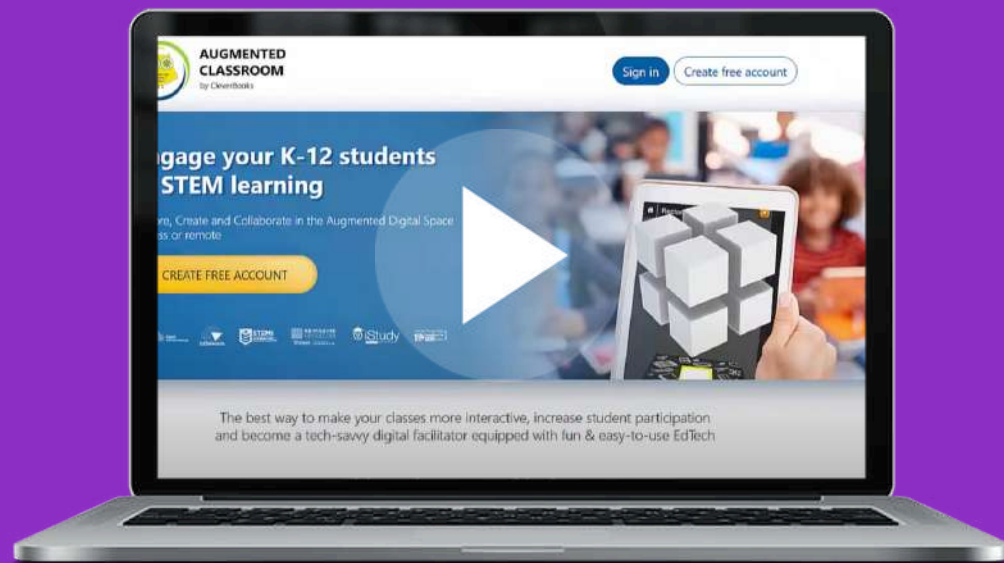 AUGMENTED
CLASSROOM
by CleverBooks
Sign in
Create free account
gage your K-12 students
STEM learning
re, Create and Collaborate in the Augmented Digital Space
ss or remote
CREATE FREE ACCOUNT
STEM
iStudy
The best way to make your classes more interactive, increase student participation
and become a tech-savvy digital facilitator equipped with fun & easy-to-use EdTech